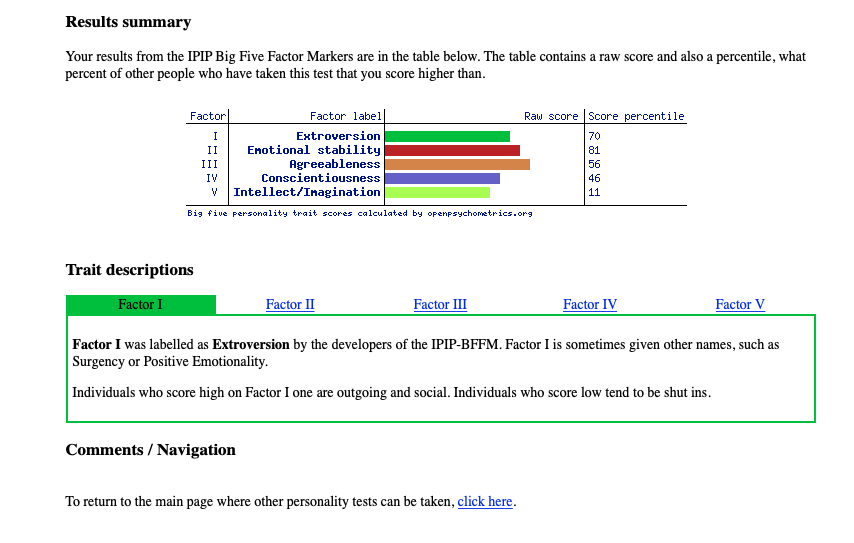 Results summary
Your results from the IPIP Big Five Factor Markers are in the table below. The table contains a raw score and also a percentile, what
percent of other people who have taken this test that you score higher than.
Factor Factor label Raw score Score percentile
I Extroversion 70
II Emotional stability 81
III Agreeableness 56
IV Conscientiousness 46
V Intellect/Imagination 11
Big five personality trait scores calculated by openpsychometrics.org
Trait descriptions
Factor I Factor II Factor III Factor IV Factor V
Factor I was labelled as Extroversion by the developers of the IPIP-BFFM. Factor I is sometimes given other names, such as
Surgency or Positive Emotionality.
Individuals who score high on Factor I one are outgoing and social. Individuals who score low tend to be shut ins.
Comments / Navigation
To return to the main page where other personality tests can be taken, click here.